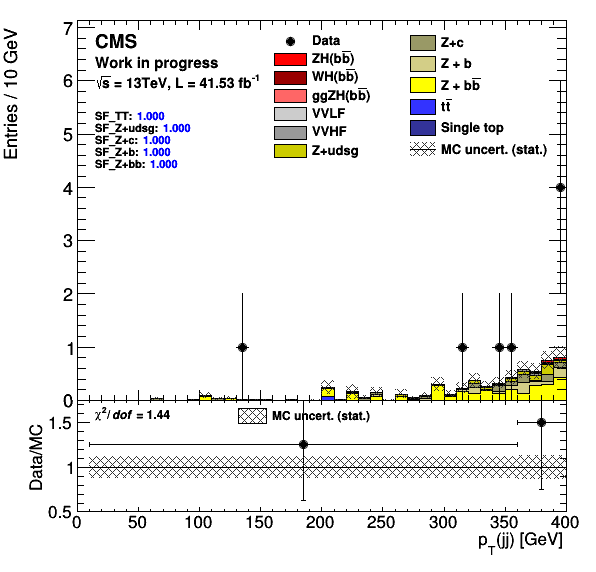 CMS
Work in progress
√s = 13TeV, L = 41.53 fb⁻¹
SF_TT: 1.000
SF_Z+udsg: 1.000
SF_Z+c: 1.000
SF_Z+b: 1.000
SF_Z+bb: 1.000
Data
ZH(bb̅)
WH(bb̅)
ggZH(bb̅)
VVLF
VVHF
Z+udsg
Z+c
Z + b
Z + bb̅
tt̅
Single top
MC uncert. (stat.)
Entries / 10 GeV
7
6
5
4
3
2
1
0
χ²/dof = 1.44
MC uncert. (stat.)
Data/MC
1.5
1
0.5
0 50 100 150 200 250 300 350 400
p_T(jj) [GeV]